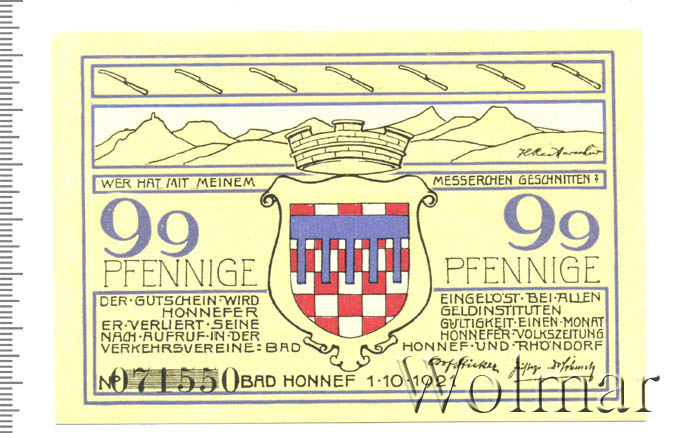 WER HAT MIT MEINEM MESSERCHEN GESCHNITTEN?
99 99
PFENNIGE PFENNIGE
DER·GUTSCHEIN·WIRD EINGELÖST·BEI·ALLEN
HONNEFER GELDINSTITUTEN
ER·VERLIERT·SEINE GÜLTIGKEIT·EINEN·MONAT
NACH·AUFRUF·IN·DER HONNEFER·VOLKSZEITUNG
VERKEHRSVEREINE: BAD HONNEF·UND·RHÖNDORF
No 071550 BAD HONNEF 1·10·1921
Wolmar